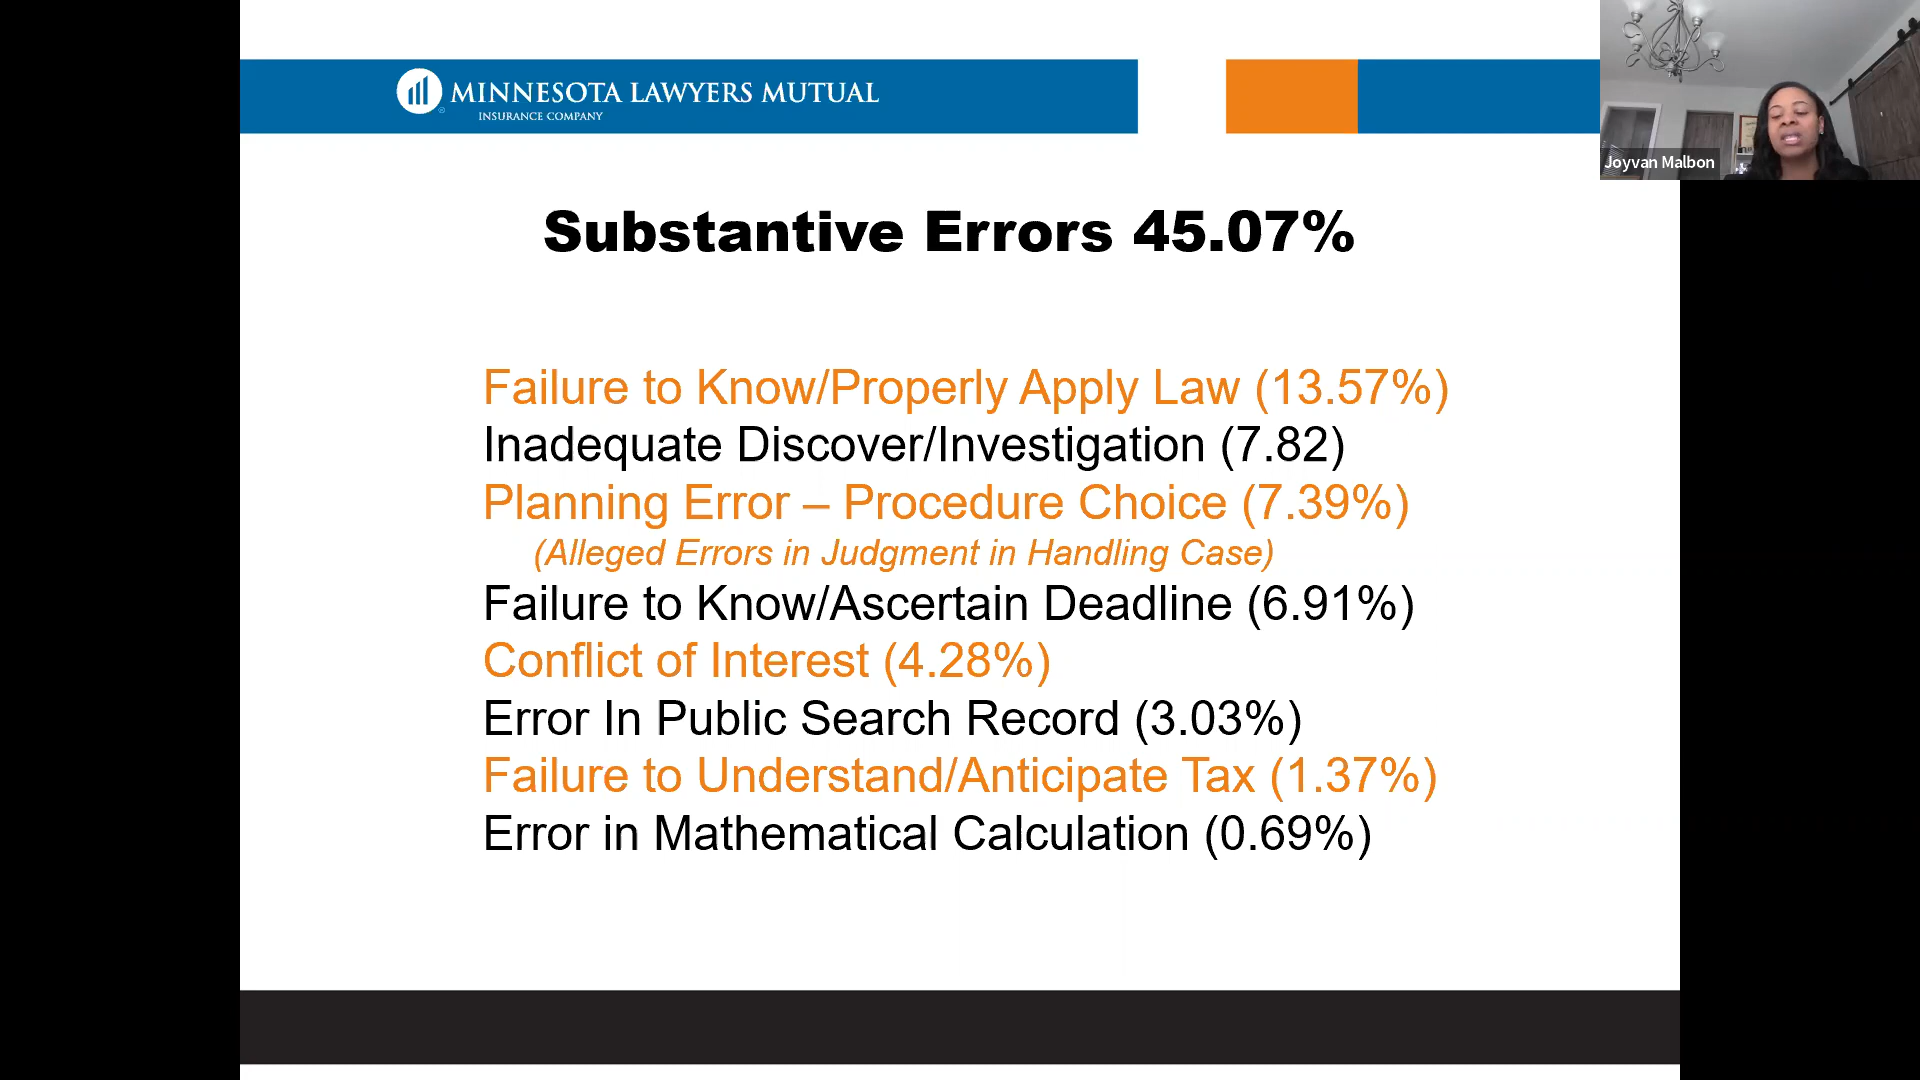 MINNESOTA LAWYERS MUTUAL
INSURANCE COMPANY
Joyvan Malbon
Substantive Errors 45.07%
Failure to Know/Properly Apply Law (13.57%)
Inadequate Discover/Investigation (7.82)
Planning Error – Procedure Choice (7.39%)
(Alleged Errors in Judgment in Handling Case)
Failure to Know/Ascertain Deadline (6.91%)
Conflict of Interest (4.28%)
Error In Public Search Record (3.03%)
Failure to Understand/Anticipate Tax (1.37%)
Error in Mathematical Calculation (0.69%)